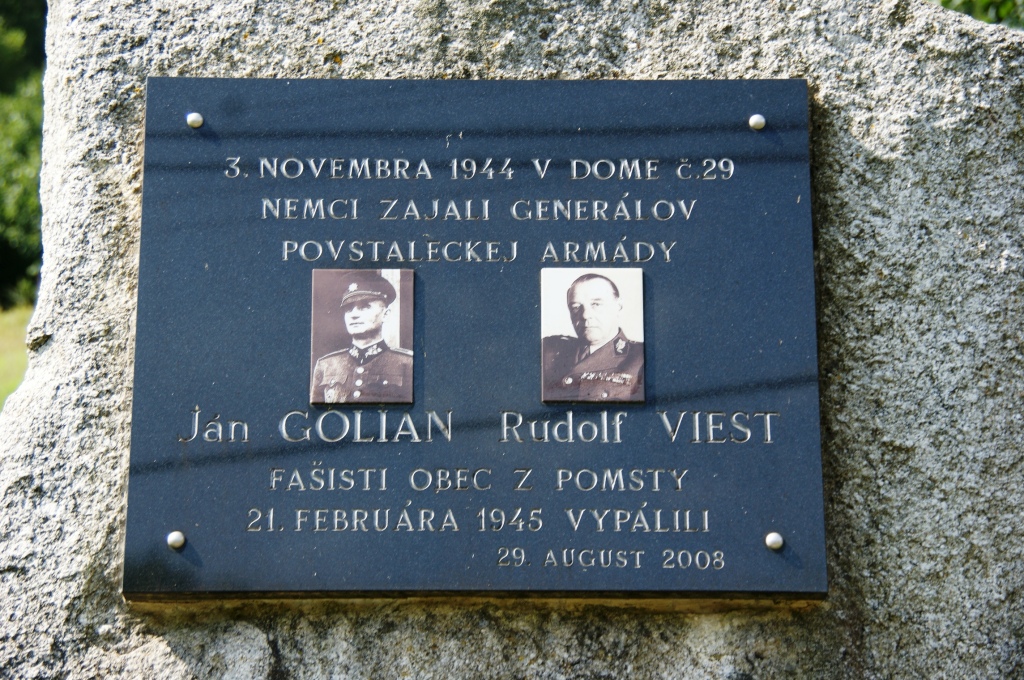 3. NOVEMBRA 1944 V DOME č.29
NEMCI ZAJALI GENERÁLOV
POVSTALECKEJ ARMÁDY
Ján GOLIAN Rudolf VIEST
FAŠISTI OBEC Z POMSTY
21. FEBRUÁRA 1945 VYPÁLILI
29. AUGUST 2008